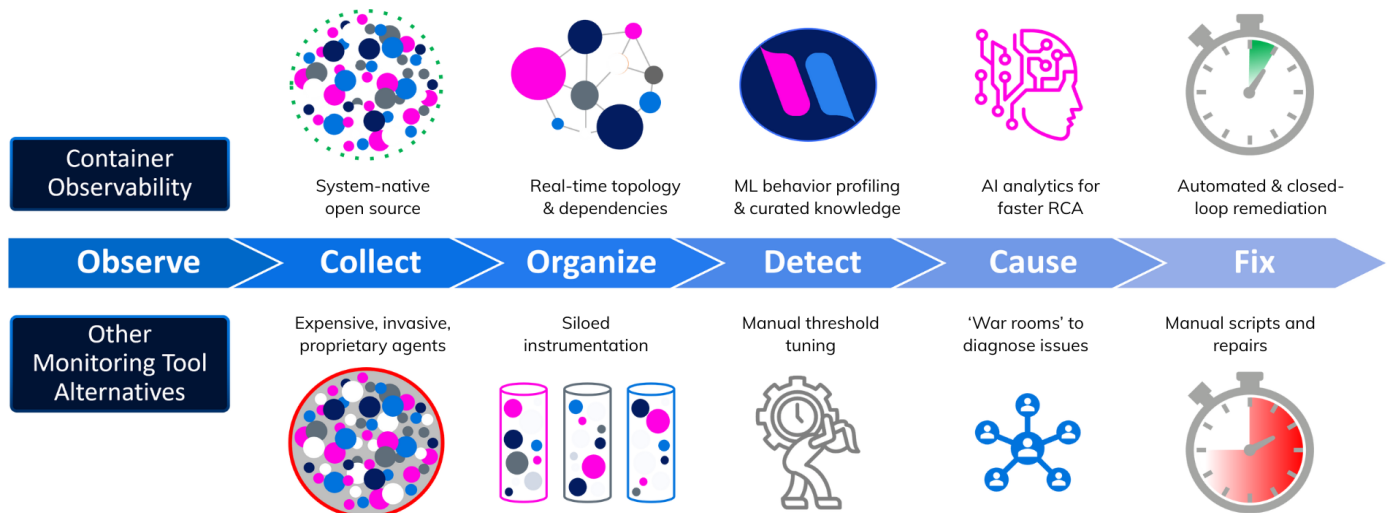 Container
Observability
System-native
open source
Real-time topology
& dependencies
ML behavior profiling
& curated knowledge
AI analytics for
faster RCA
Automated & closed-
loop remediation
Observe
Collect
Organize
Detect
Cause
Fix
Other
Monitoring Tool
Alternatives
Expensive, invasive,
proprietary agents
Siloed
instrumentation
Manual threshold
tuning
‘War rooms’ to
diagnose issues
Manual scripts and
repairs